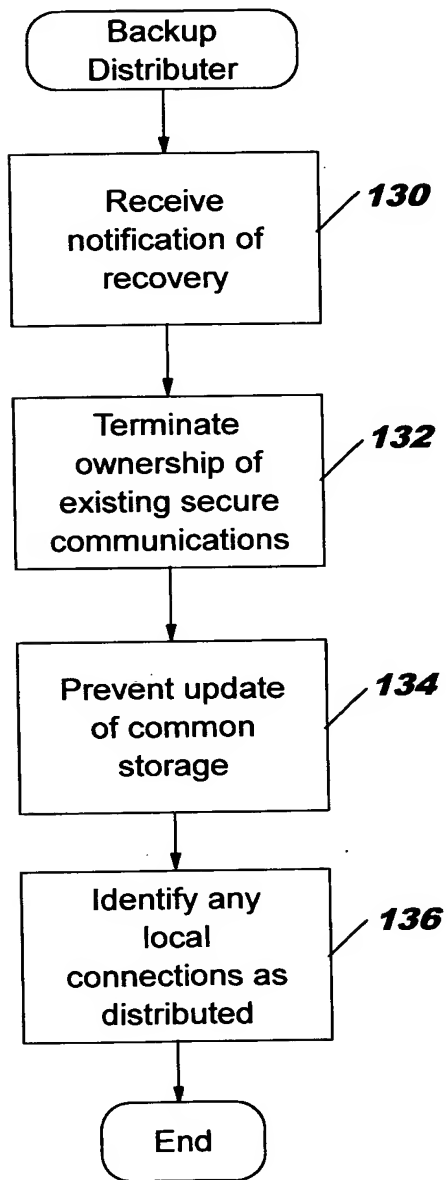 Backup
Distributer
Receive
notification of
recovery
130
Terminate
ownership of
existing secure
communications
132
Prevent update
of common
storage
134
Identify any
local
connections as
distributed
136
End